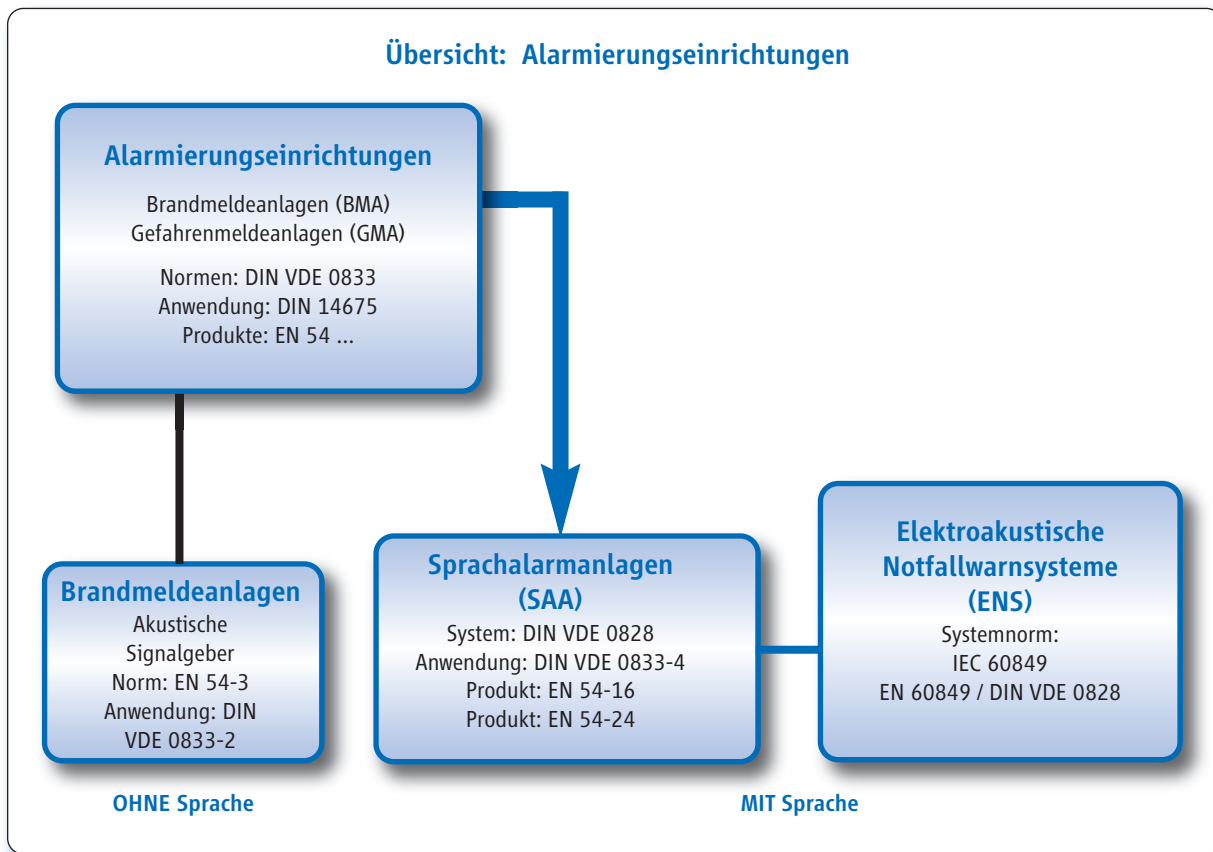 Übersicht: Alarmierungseinrichtungen
Alarmierungseinrichtungen
Brandmeldeanlagen (BMA)
Gefahrenmeldeanlagen (GMA)
Normen: DIN VDE 0833
Anwendung: DIN 14675
Produkte: EN 54 ...
Brandmeldeanlagen
Akustische
Signalgeber
Norm: EN 54-3
Anwendung: DIN
VDE 0833-2
OHNE Sprache
Sprachalarmanlagen
(SAA)
System: DIN VDE 0828
Anwendung: DIN VDE 0833-4
Produkt: EN 54-16
Produkt: EN 54-24
Elektroakustische
Notfallwarnsysteme
(ENS)
Systemnorm:
IEC 60849
EN 60849 / DIN VDE 0828
MIT Sprache